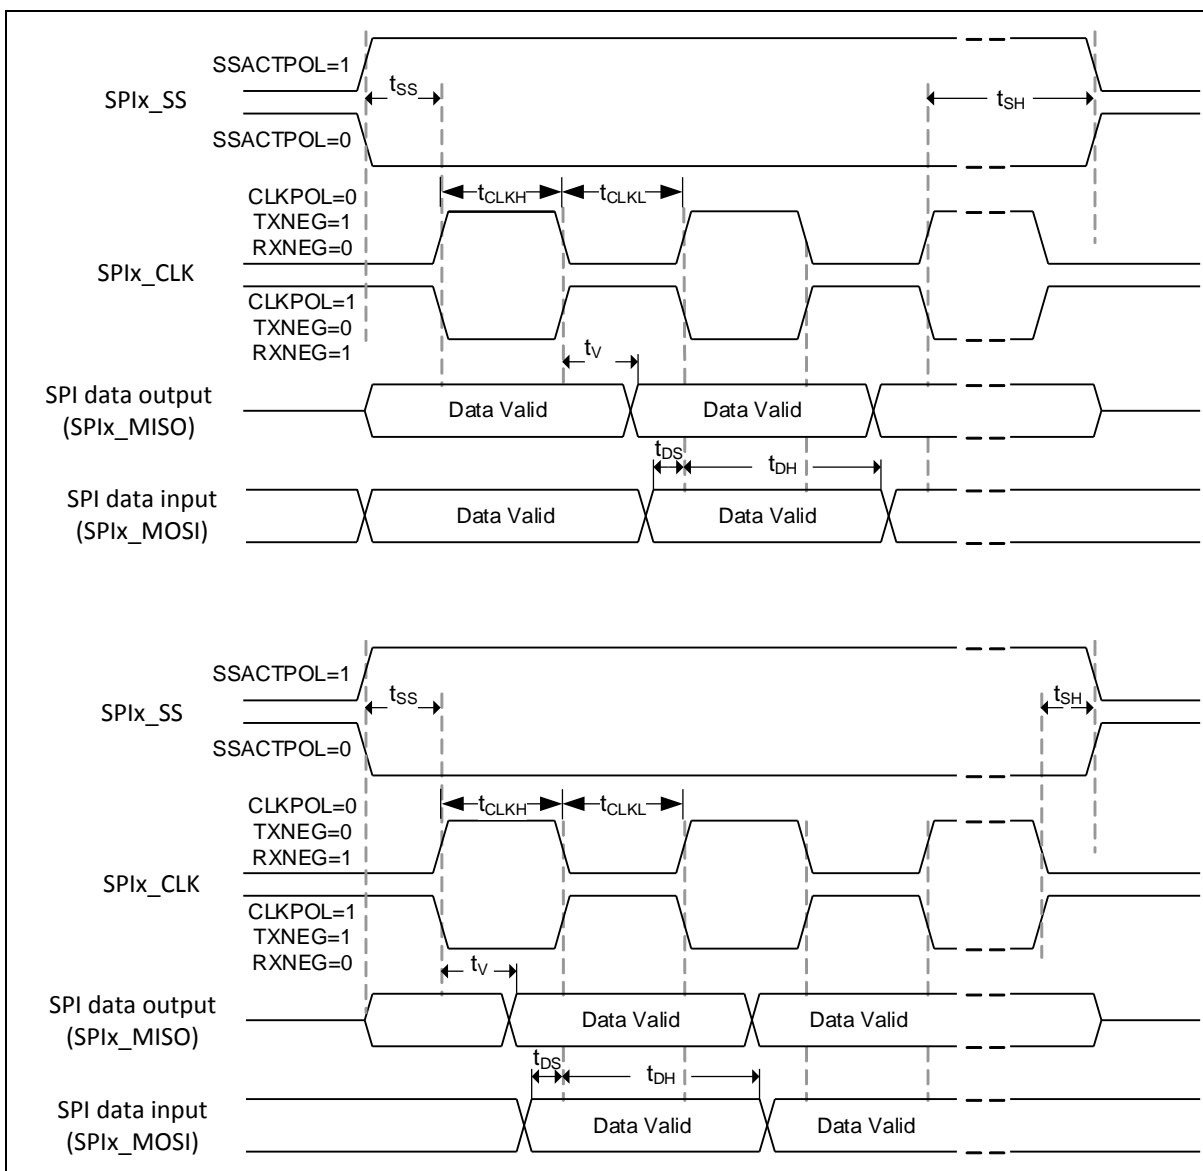 SSACTPOL=1
tSS
tSH
SPIx_SS
SSACTPOL=0
CLKPOL=0
TXNEG=1
RXNEG=0
tCLKH
tCLKL
SPIx_CLK
CLKPOL=1
TXNEG=0
RXNEG=1
tV
SPI data output
(SPIx_MISO)
Data Valid
Data Valid
tDS
tDH
SPI data input
(SPIx_MOSI)
Data Valid
Data Valid
SSACTPOL=1
tSS
tSH
SPIx_SS
SSACTPOL=0
CLKPOL=0
TXNEG=0
RXNEG=1
tCLKH
tCLKL
SPIx_CLK
CLKPOL=1
TXNEG=1
RXNEG=0
tV
SPI data output
(SPIx_MISO)
Data Valid
Data Valid
tDS
tDH
SPI data input
(SPIx_MOSI)
Data Valid
Data Valid